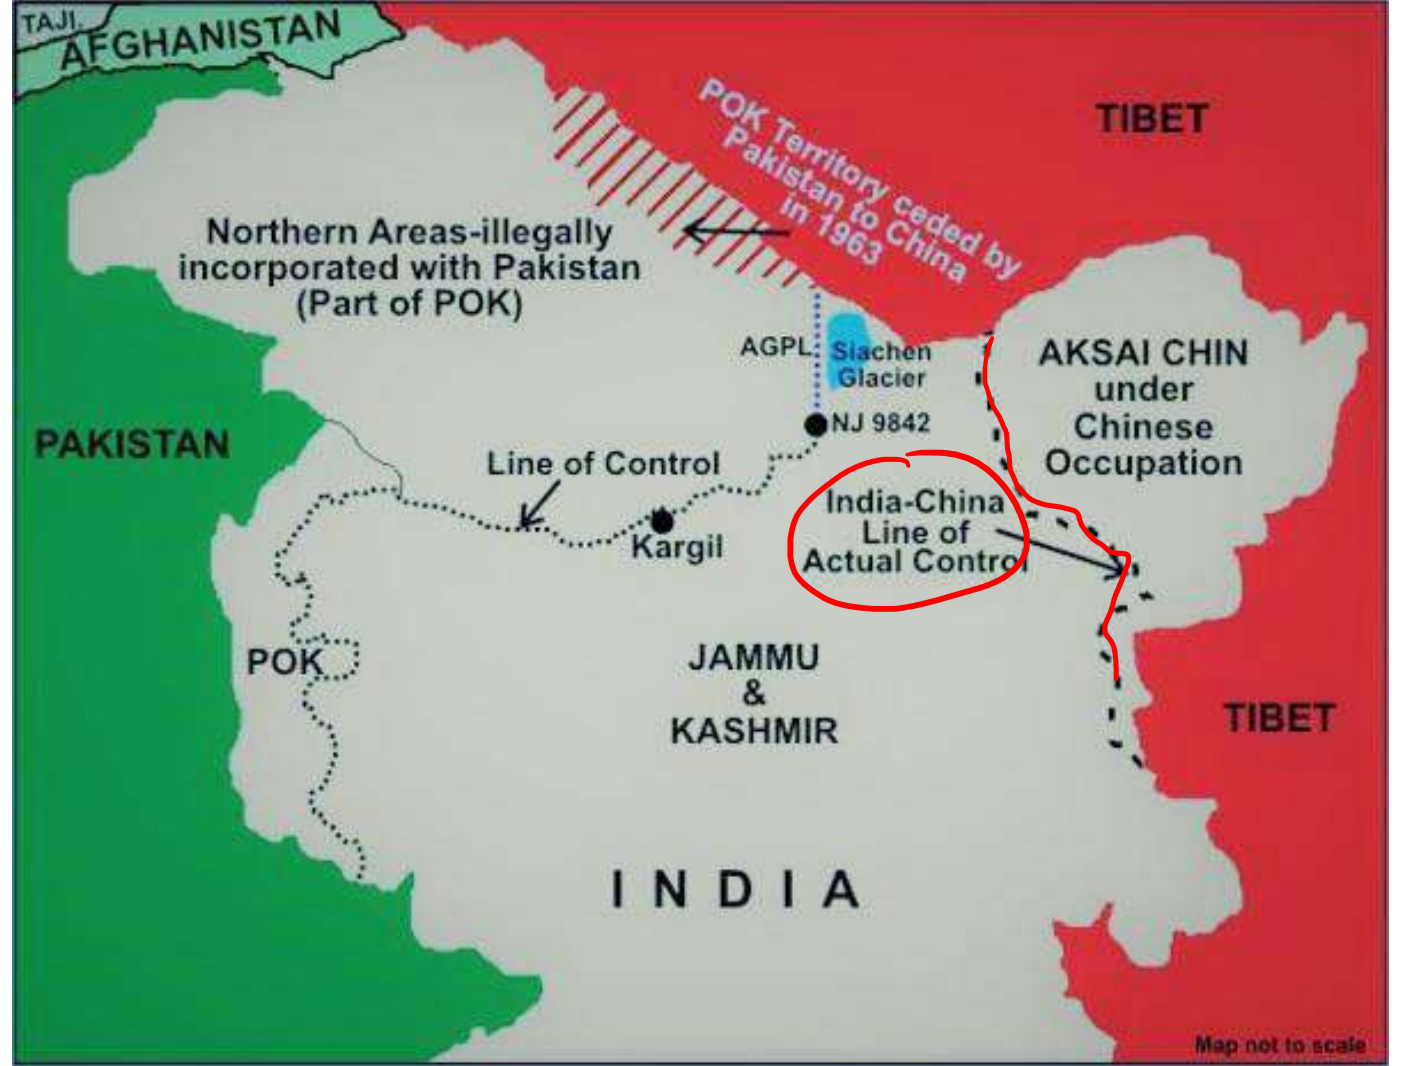 TAJI.
AFGHANISTAN
TIBET
POK Territory ceded by
Pakistan to China
in 1963
Northern Areas-illegally
incorporated with Pakistan
(Part of POK)
AGPL
Siachen
Glacier
AKSAI CHIN
under
Chinese
Occupation
NJ 9842
PAKISTAN
Line of Control
India-China
Line of
Actual Control
Kargil
POK
JAMMU
&
KASHMIR
TIBET
INDIA
Map not to scale